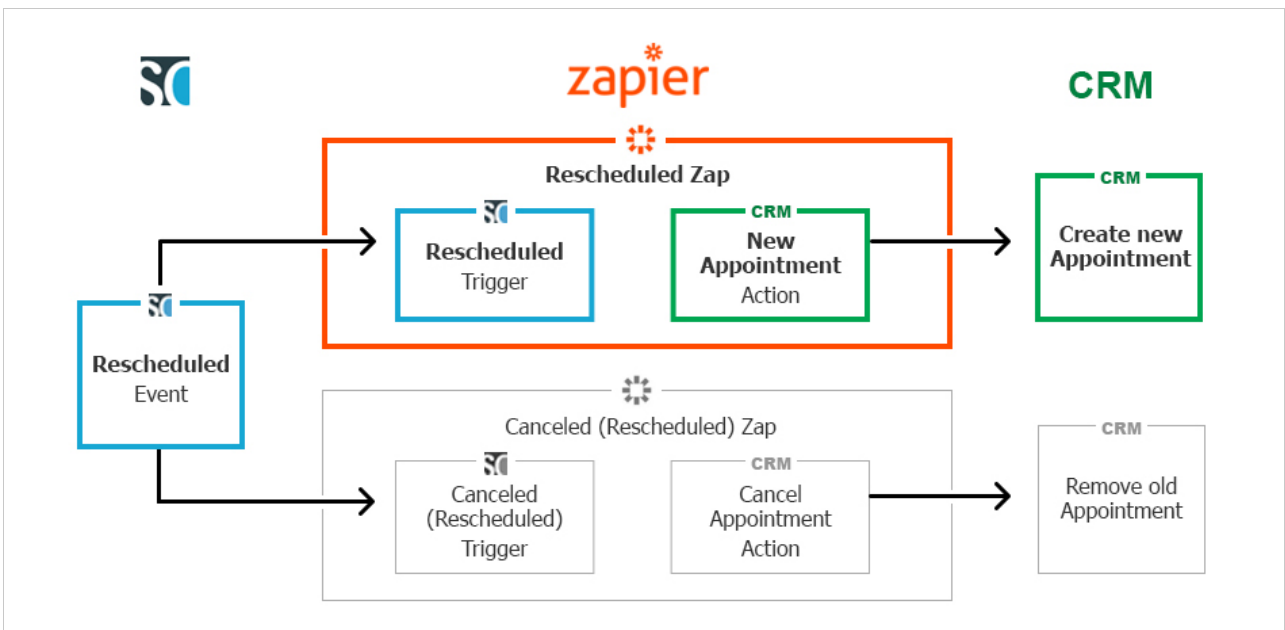 SC
zapier
CRM
Rescheduled Zap
SC
Rescheduled
Trigger
CRM
New
Appointment
Action
CRM
Create new
Appointment
SC
Rescheduled
Event
Canceled (Rescheduled) Zap
SC
Canceled
(Rescheduled)
Trigger
CRM
Cancel
Appointment
Action
CRM
Remove old
Appointment